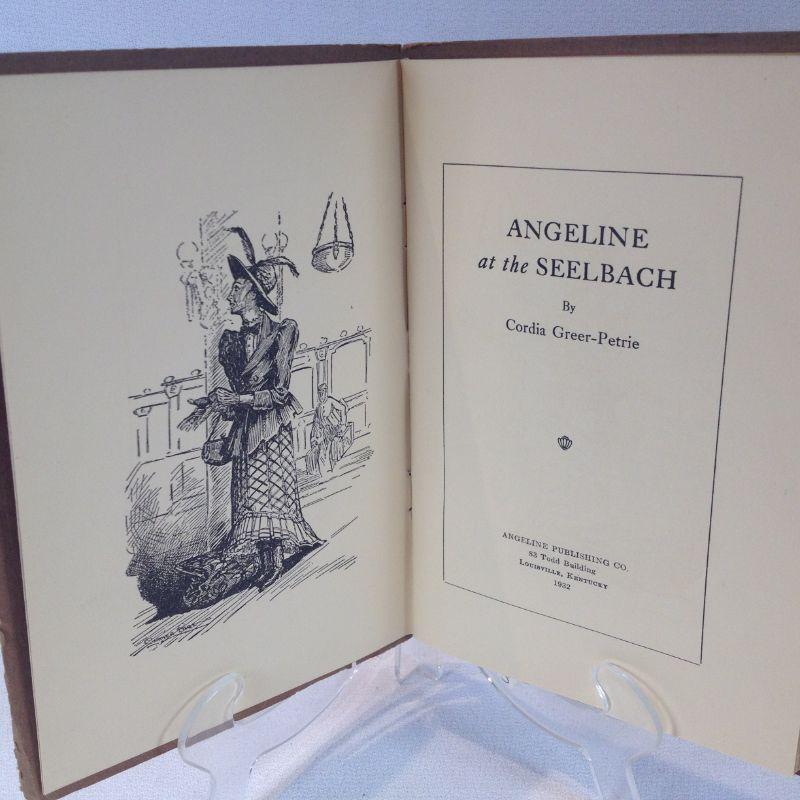 ANGELINE
at the SEELBACH
By
Cordia Greer-Petrie
ANGELINE PUBLISHING CO.
83 Todd Building
LOUISVILLE, KENTUCKY
1932